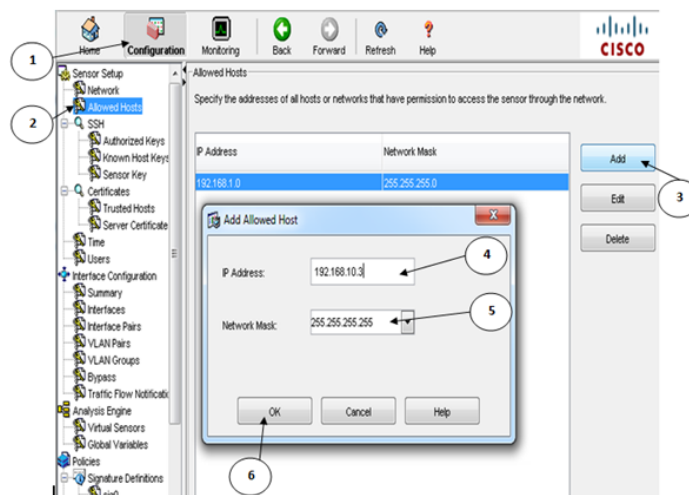 Home Configuration Monitoring Back Forward Refresh Help
CISCO
1
2
3
4
5
6
Sensor Setup
Network
Allowed Hosts
SSH
Authorized Keys
Known Host Keys
Sensor Key
Certificates
Trusted Hosts
Server Certificate
Time
Users
Interface Configuration
Summary
Interfaces
Interface Pairs
VLAN Pairs
VLAN Groups
Bypass
Traffic Flow Notificatio
Analysis Engine
Virtual Sensors
Global Variables
Policies
Signature Definitions
sig0
Allowed Hosts
Specify the addresses of all hosts or networks that have permission to access the sensor through the network.
IP Address Network Mask
192.168.1.0 255.255.255.0
Add
Edit
Delete
Add Allowed Host
IP Address: 192.168.10.3
Network Mask: 255.255.255.255
OK Cancel Help